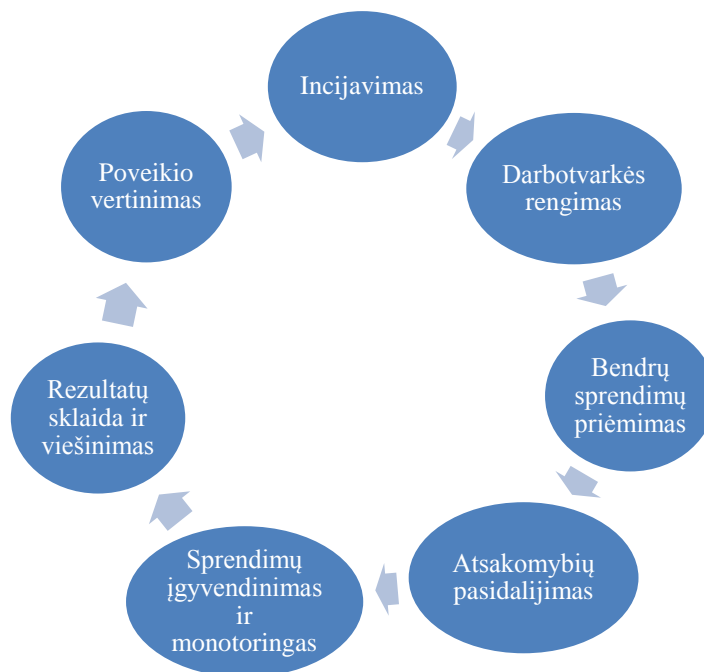 Incijavimas
Darbotvarkės
rengimas
Bendrų
sprendimų
priėmimas
Atsakomybių
pasidalijimas
Sprendimų
įgyvendinimas
ir
monotoringas
Rezultatų
sklaida ir
viešinimas
Poveikio
vertinimas